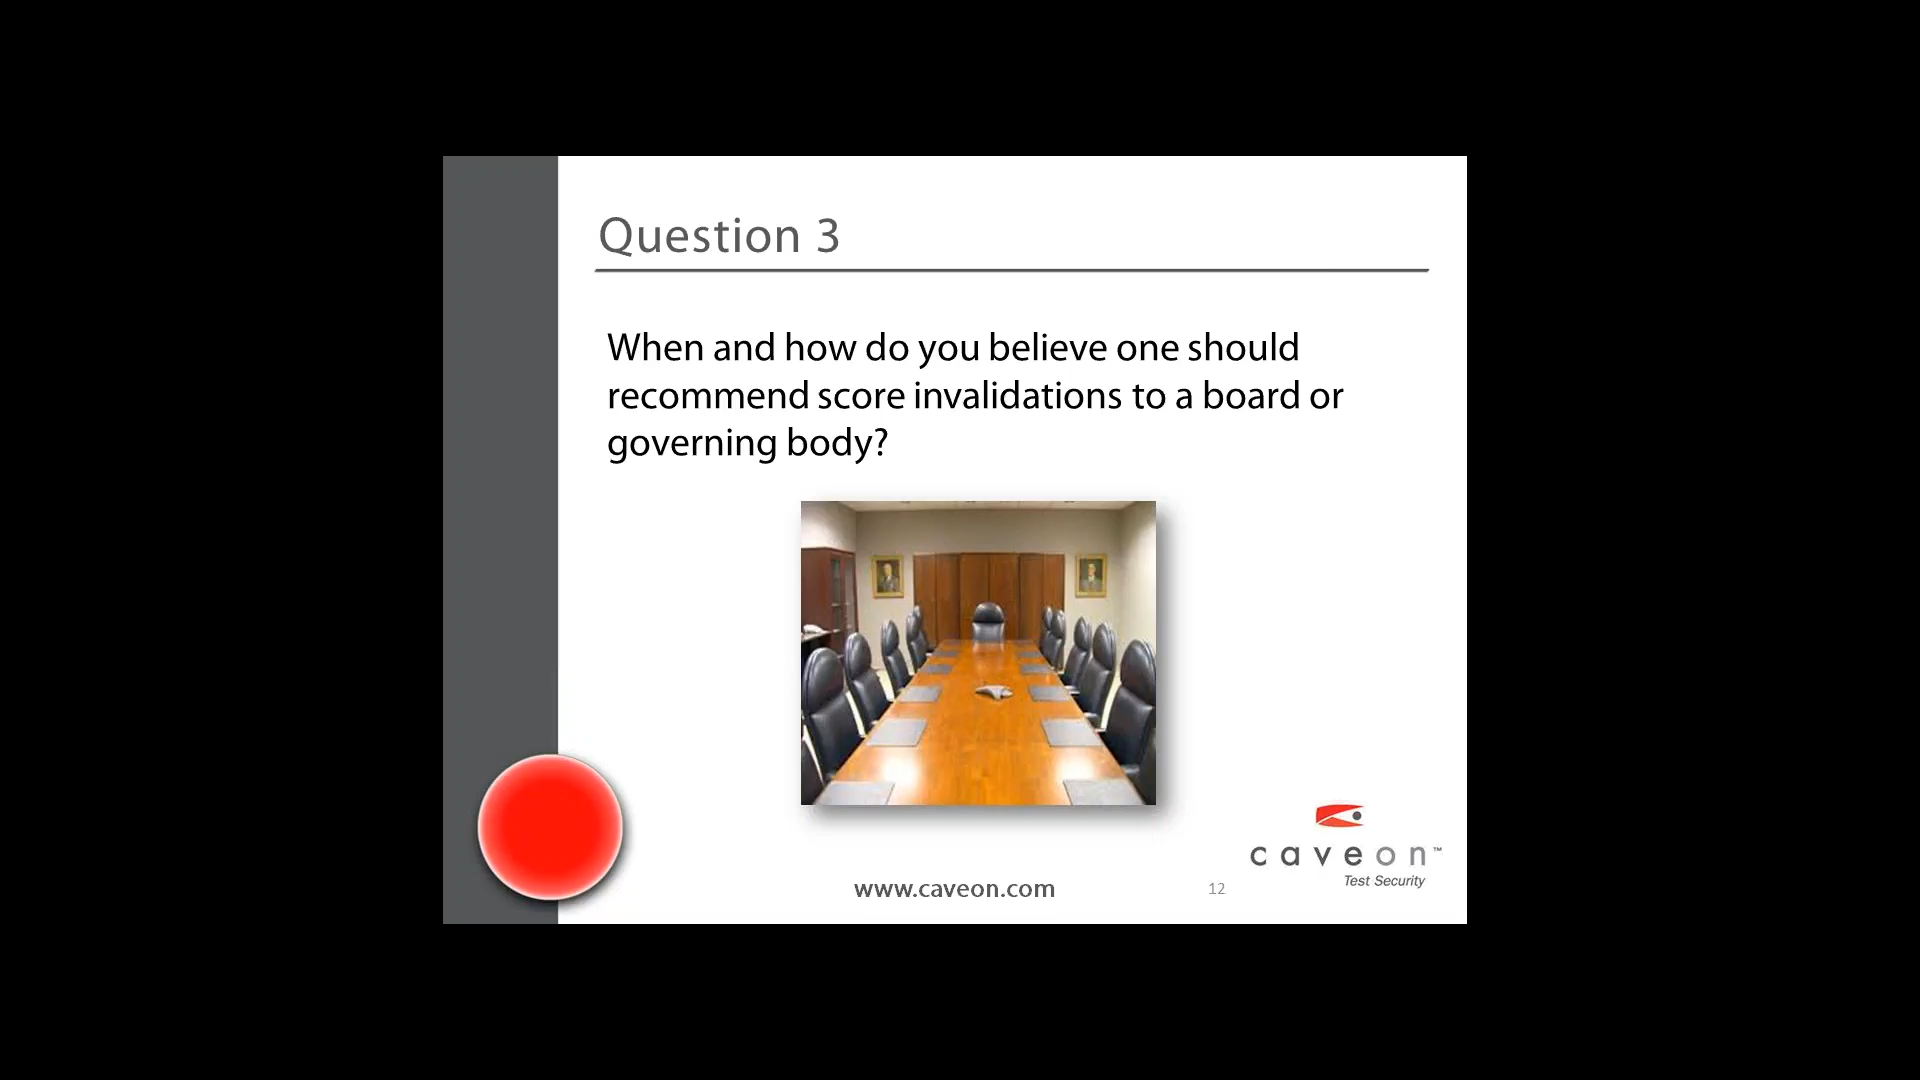 Question 3
When and how do you believe one should
recommend score invalidations to a board or
governing body?
caveon™
Test Security
www.caveon.com
12